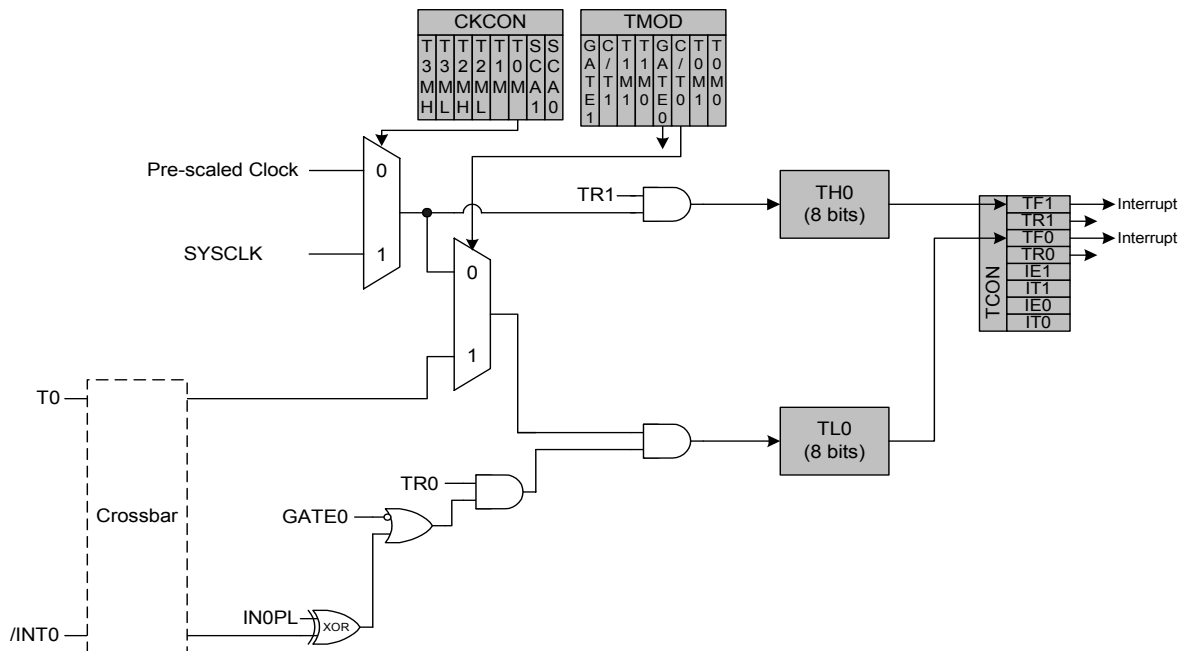 CKCON
T3MH
T3ML
T2MH
T2ML
T1M
T0M
SCA1
SCA0
TMOD
GATE1
C/T1
T1M1
T1M0
GATE0
C/T0
T0M1
T0M0
Pre-scaled Clock
0
SYSCLK
1
TR1
TH0
(8 bits)
TCON
TF1
TR1
TF0
TR0
IE1
IT1
IE0
IT0
Interrupt
Interrupt
0
1
T0
Crossbar
TL0
(8 bits)
TR0
GATE0
IN0PL
XOR
/INT0